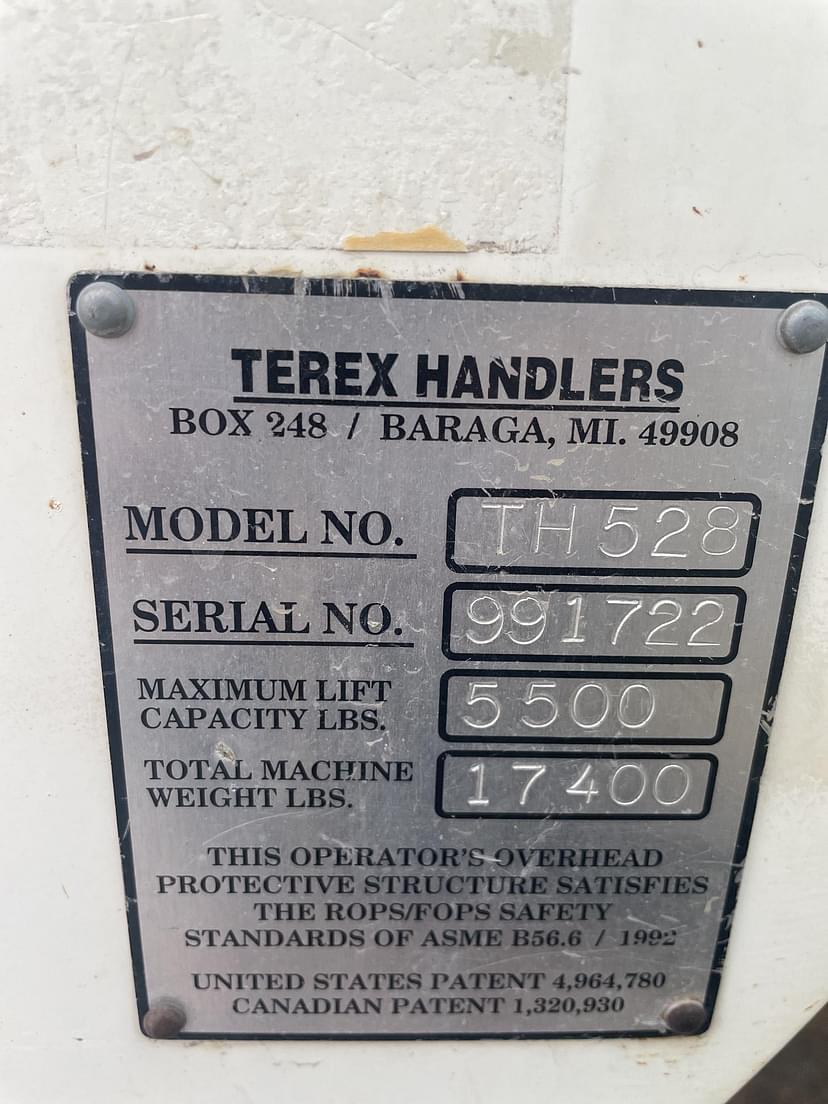 TEREX HANDLERS
BOX 248 / BARAGA, MI. 49908
MODEL NO. TH528
SERIAL NO. 991722
MAXIMUM LIFT
CAPACITY LBS. 5500
TOTAL MACHINE
WEIGHT LBS. 17400
THIS OPERATOR'S OVERHEAD
PROTECTIVE STRUCTURE SATISFIES
THE ROPS/FOPS SAFETY
STANDARDS OF ASME B56.6 / 1992
UNITED STATES PATENT 4,964,780
CANADIAN PATENT 1,320,930